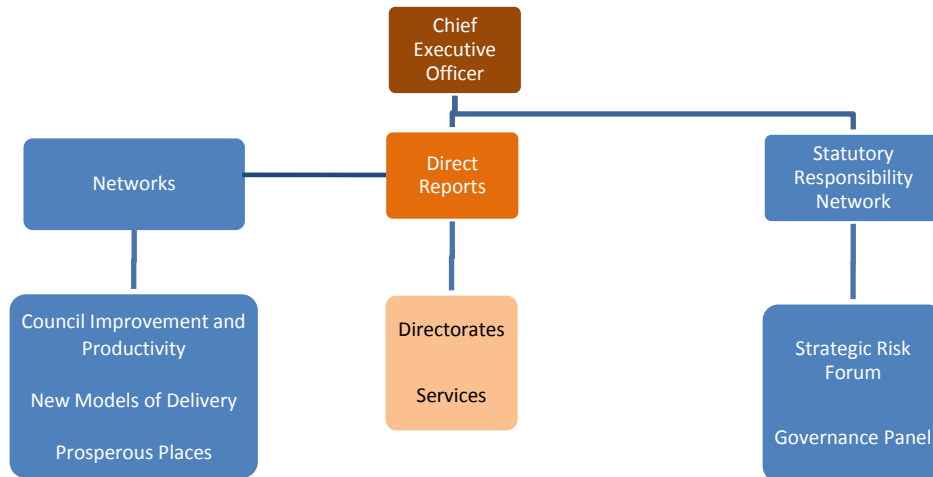 Chief
Executive
Officer
Networks
Direct
Reports
Statutory
Responsibility
Network
Council Improvement and
Productivity
New Models of Delivery
Prosperous Places
Directorates
Services
Strategic Risk
Forum
Governance Panel